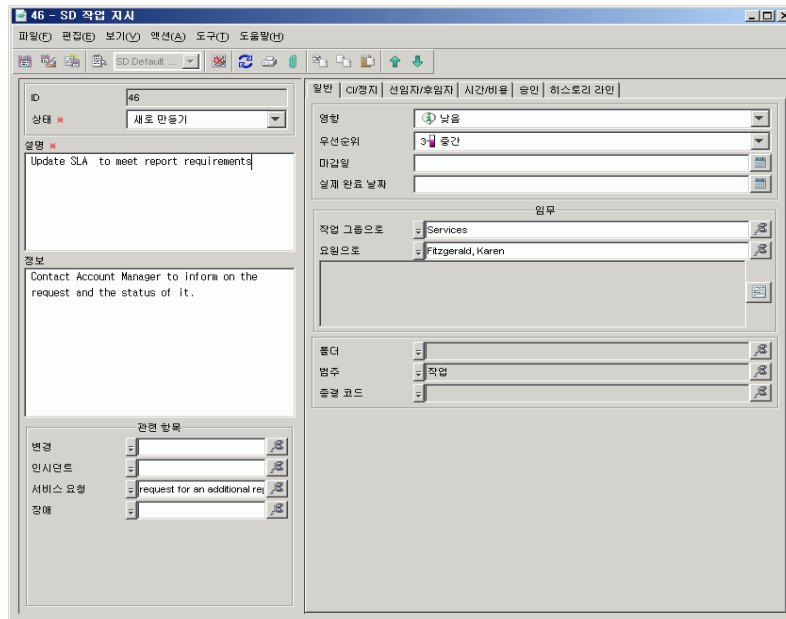 46 - SD 작업 지시
파일(F) 편집(E) 보기(V) 액션(A) 도구(T) 도움말(H)
SD Default ...
ID 46
상태 * 새로 만들기
설명 *
Update SLA to meet report requirements
정보
Contact Account Manager to inform on the
request and the status of it.
관련 항목
변경
인시던트
서비스 요청 request for an additional rep
장애
일반 CI/정지 선임자/후임자 시간/비용 승인 히스토리 라인
영향 낮음
우선순위 3 중간
마감일
실제 완료 날짜
임무
작업 그룹으로 Services
요원으로 Fitzgerald, Karen
폴더
범주 작업
종결 코드